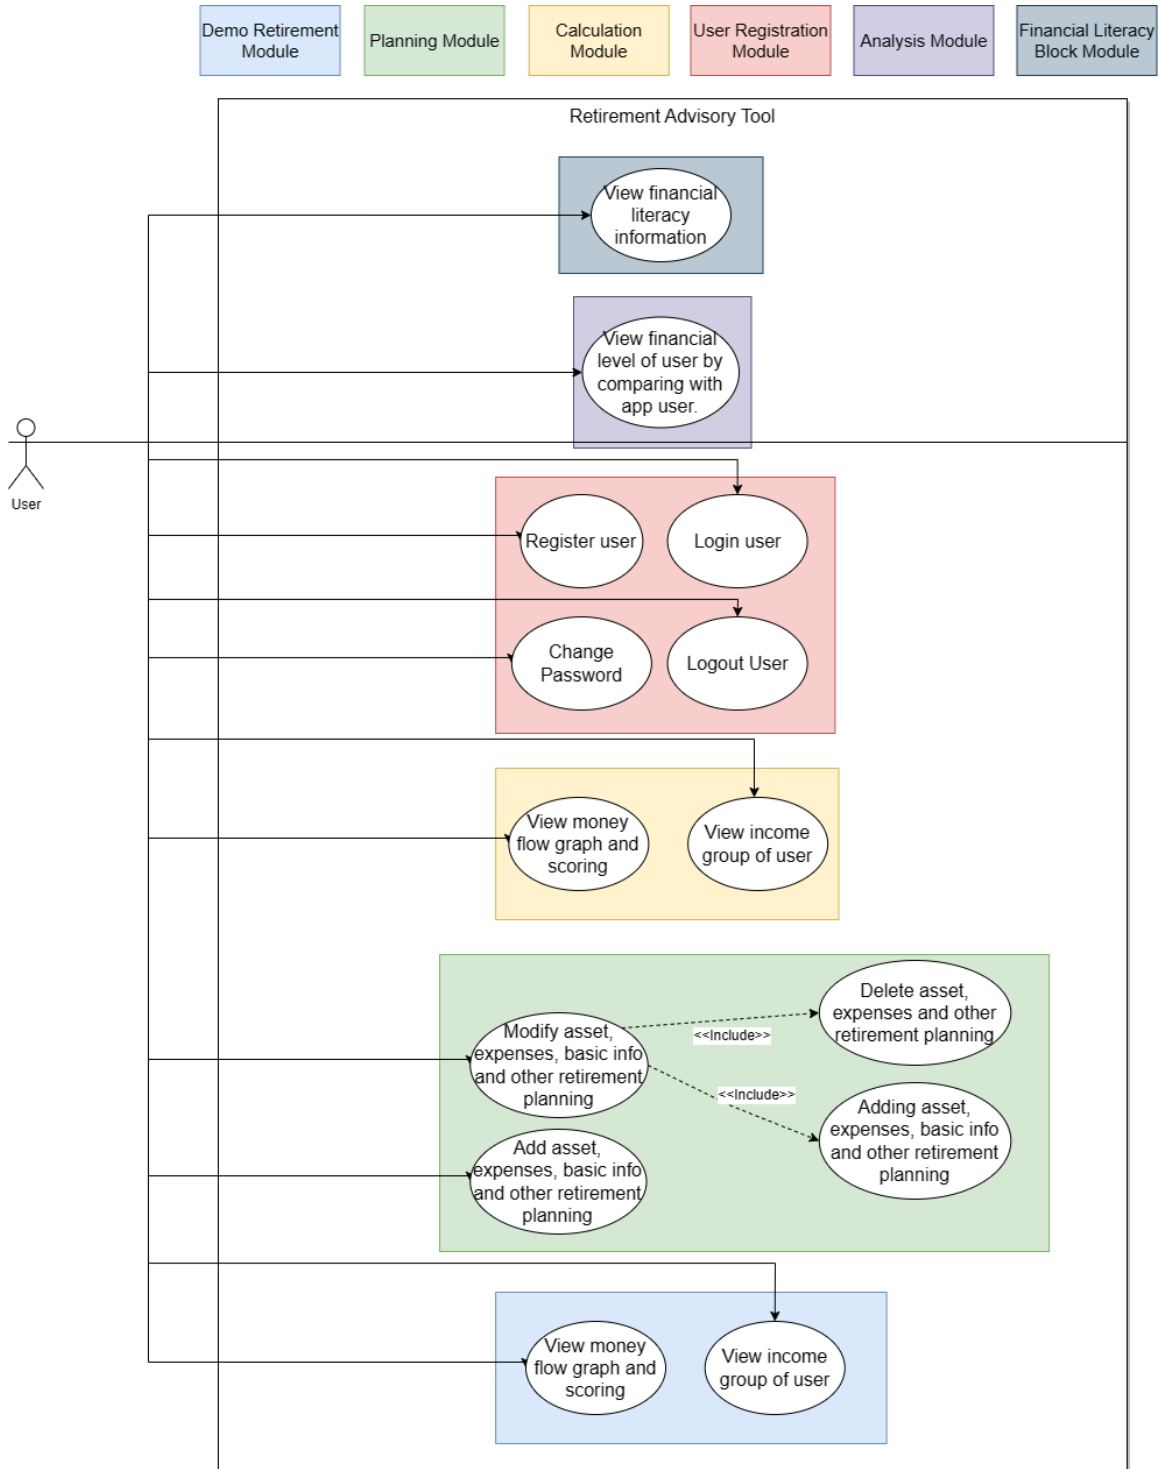 Demo Retirement
Module
Planning Module
Calculation
Module
User Registration
Module
Analysis Module
Financial Literacy
Block Module
Retirement Advisory Tool
View financial
literacy
information
View financial
level of user by
comparing with
app user.
User
Register user
Login user
Change
Password
Logout User
View money
flow graph and
scoring
View income
group of user
Modify asset,
expenses, basic info
and other retirement
planning
<<Include>>
Delete asset,
expenses and other
retirement planning
<<Include>>
Adding asset,
expenses, basic info
and other retirement
planning
Add asset,
expenses, basic info
and other retirement
planning
View money
flow graph and
scoring
View income
group of user